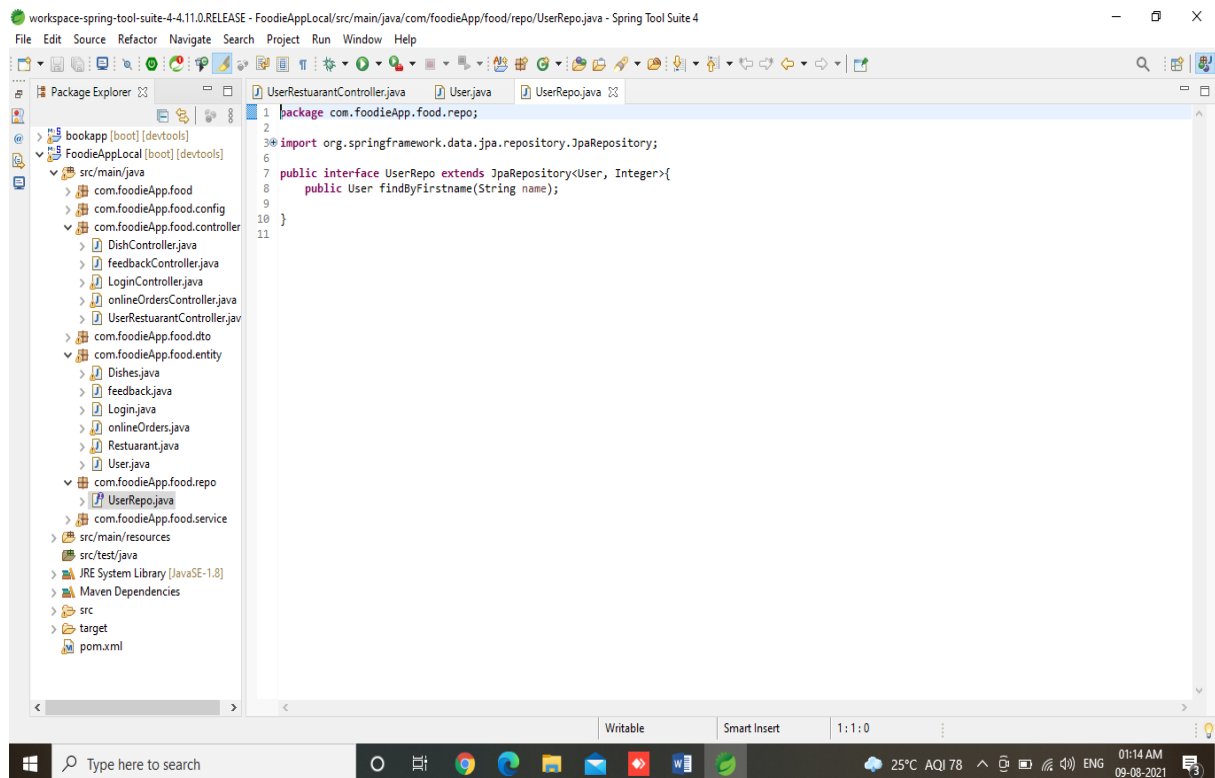 workspace-spring-tool-suite-4-4.11.0.RELEASE - FoodieAppLocal/src/main/java/com/foodieApp/food/repo/UserRepo.java - Spring Tool Suite 4
File Edit Source Refactor Navigate Search Project Run Window Help
Package Explorer
bookapp [boot] [devtools]
FoodieAppLocal [boot] [devtools]
src/main/java
com.foodieApp.food
com.foodieApp.food.config
com.foodieApp.food.controller
DishController.java
feedbackController.java
LoginController.java
onlineOrdersController.java
UserRestuarantController.jav
com.foodieApp.food.dto
com.foodieApp.food.entity
Dishes.java
feedback.java
Login.java
onlineOrders.java
Restuarant.java
User.java
com.foodieApp.food.repo
UserRepo.java
com.foodieApp.food.service
src/main/resources
src/test/java
JRE System Library [JavaSE-1.8]
Maven Dependencies
src
target
pom.xml
UserRestuarantController.java User.java UserRepo.java
1 package com.foodieApp.food.repo;
2
3 import org.springframework.data.jpa.repository.JpaRepository;
6
7 public interface UserRepo extends JpaRepository<User, Integer>{
8 public User findByFirstname(String name);
9
10 }
11
Writable Smart Insert 1:1:0
Type here to search
25°C AQI 78 ENG 01:14 AM
09-08-2021
3